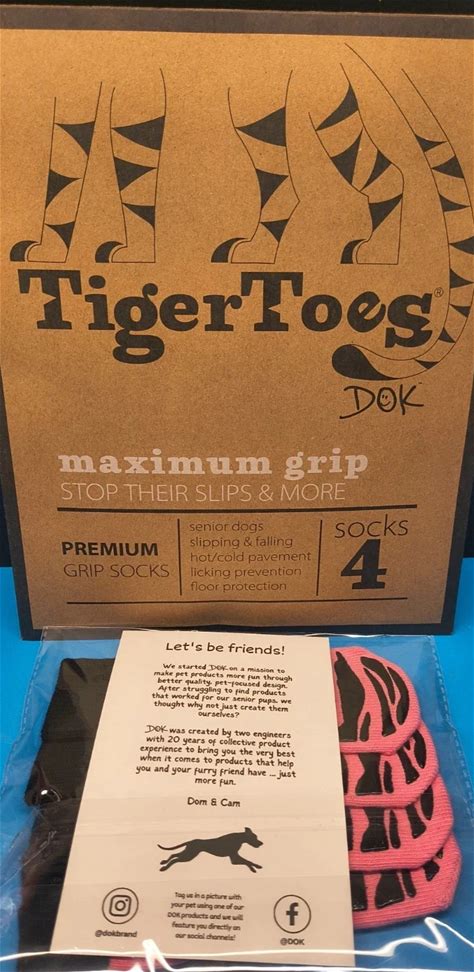 TigerToes®
DOK
maximum grip
STOP THEIR SLIPS & MORE
PREMIUM
GRIP SOCKS
senior dogs
slipping & falling
hot/cold pavement
licking prevention
floor protection
SOCKS
4
Let's be friends!
We started DOK on a mission to
make pet products more fun through
better quality, pet-focused design.
After struggling to find products
that worked for our senior pups, we
thought why not just create them
ourselves?
DOK was created by two engineers
with 20 years of collective product
experience to bring you the very best
when it comes to products that help
you and your furry friend have ... just
more fun.
Dom & Cam
Tag us in a picture with
your pet using one of our
DOK products and we will
feature you directly on
our social channels!
@dokbrand
@DOK